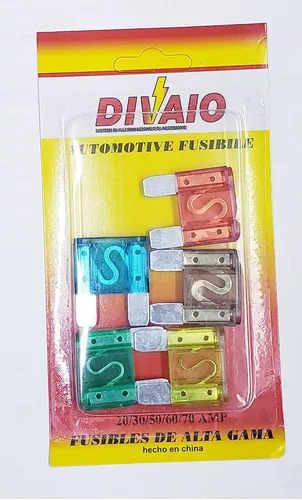 DIVAIO
AUTOMOTIVE FUSIBILE
20/30/50/60/70 AMP
FUSIBLES DE ALTA GAMA
hecho en china